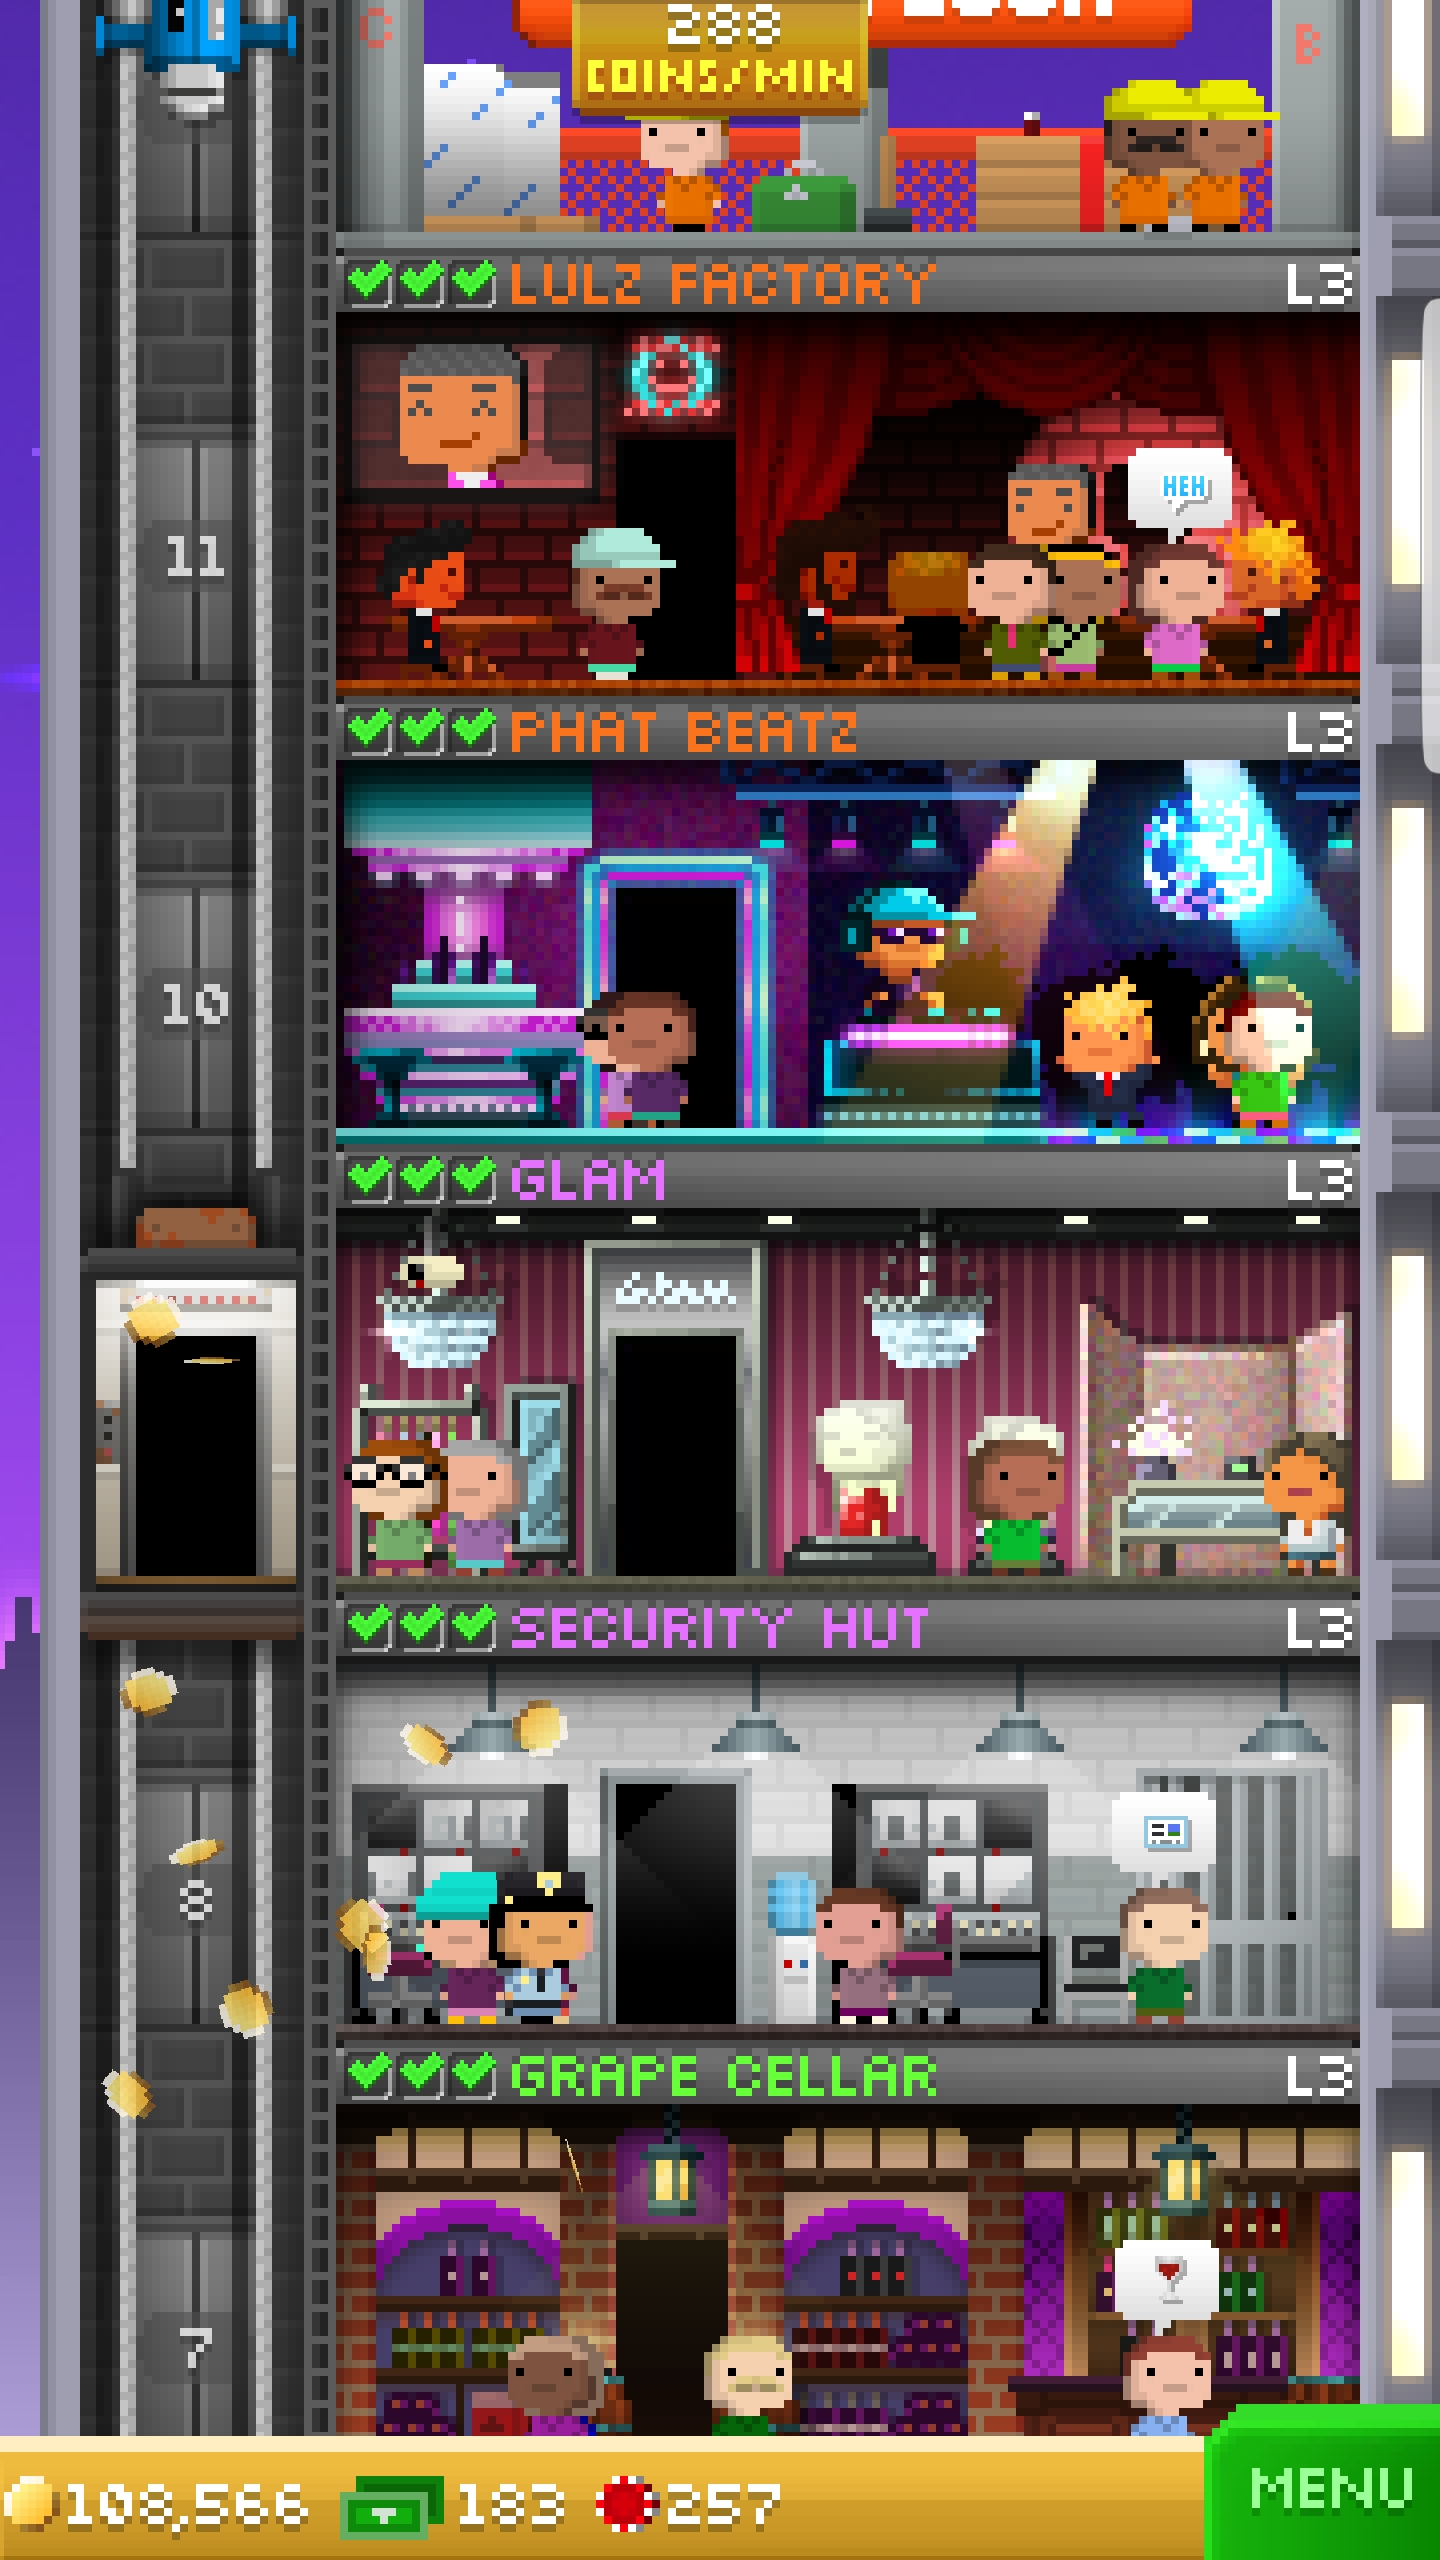 C
288
COINS/MIN
B
LULZ FACTORY L3
HEH
11
PHAT BEATZ L3
10
GLAM L3
Glam
SECURITY HUT L3
8
GRAPE CELLAR L3
7
108,566 183 257
MENU